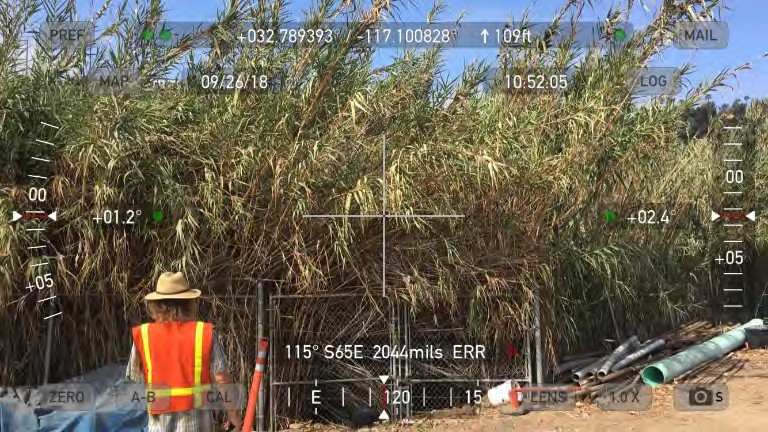 PREF +032.789393 -117.100828 ↑109ft MAIL
MAP 09/26/18 10:52:05 LOG
00 00
+01.2° +02.4°
+05 +05
115° S65E 2044mils ERR
ZERO A-B CAL E 120 15 LENS 1.0 X S